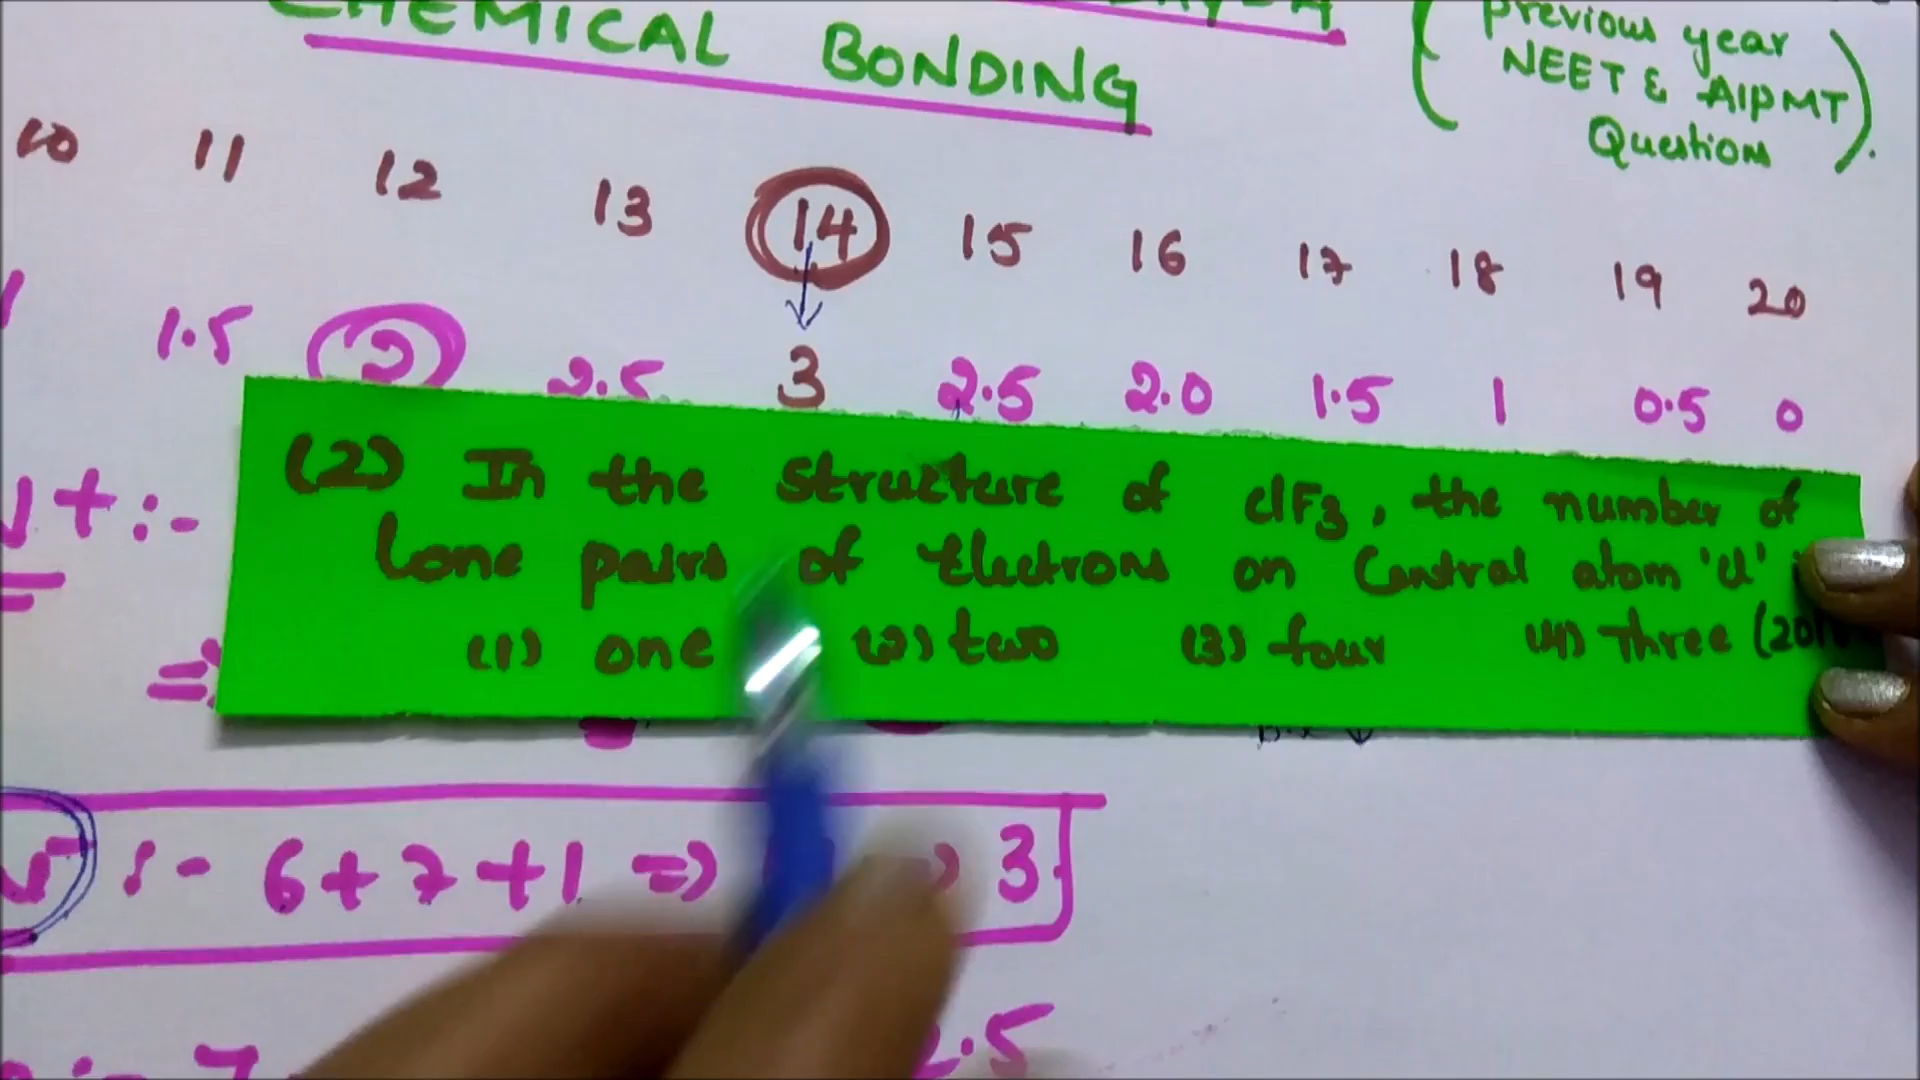 CHEMICAL BONDING
previous year
NEET & AIPMT
Questions
10 11 12 13 14 15 16 17 18 19 20
1.5 2 2.5 3 2.5 2.0 1.5 1 0.5 0
(2) In the structure of ClF3, the number of
lone pairs of Electrons on Central atom 'Cl'
(1) one (2) two (3) four (4) Three
+ :-
=>
:- 6+7+1 => 3
2.5